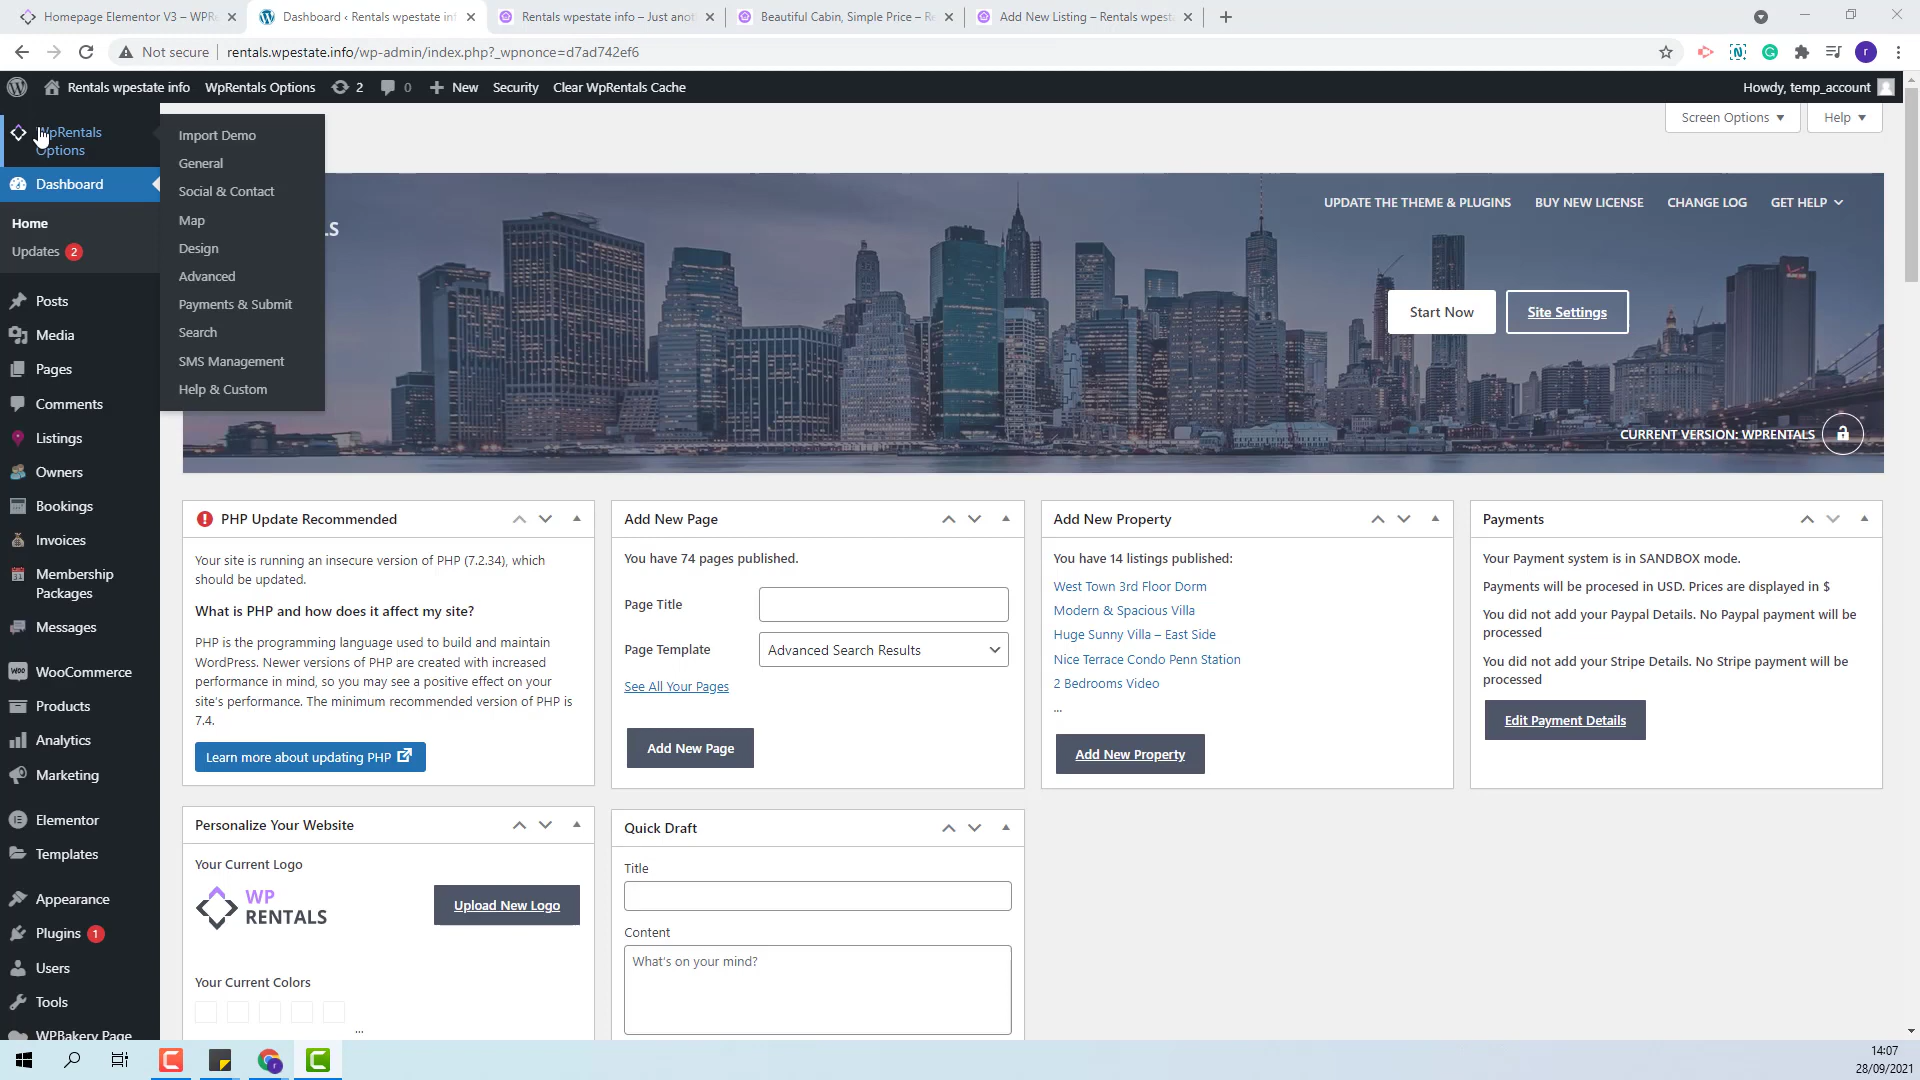 Homepage Elementor V3 – WPRe
Dashboard ‹ Rentals wpestate inf
Rentals wpestate info – Just anot
Beautiful Cabin, Simple Price – Re
Add New Listing – Rentals wpesta
Not secure
rentals.wpestate.info/wp-admin/index.php?_wpnonce=d7ad742ef6
r
Rentals wpestate info
WpRentals Options
2
0
New
Security
Clear WpRentals Cache
Howdy, temp_account
WpRentals
Options
Dashboard
Home
Updates 2
Posts
Media
Pages
Comments
Listings
Owners
Bookings
Invoices
Membership
Packages
Messages
WooCommerce
Products
Analytics
Marketing
Elementor
Templates
Appearance
Plugins 1
Users
Tools
WPBakery Page
Import Demo
General
Social & Contact
Map
Design
Advanced
Payments & Submit
Search
SMS Management
Help & Custom
Screen Options
Help
LS
UPDATE THE THEME & PLUGINS
BUY NEW LICENSE
CHANGE LOG
GET HELP
Start Now
Site Settings
CURRENT VERSION: WPRENTALS
PHP Update Recommended
Your site is running an insecure version of PHP (7.2.34), which
should be updated.
What is PHP and how does it affect my site?
PHP is the programming language used to build and maintain
WordPress. Newer versions of PHP are created with increased
performance in mind, so you may see a positive effect on your
site's performance. The minimum recommended version of PHP is
7.4.
Learn more about updating PHP
Personalize Your Website
Your Current Logo
WP
RENTALS
Upload New Logo
Your Current Colors
...
Add New Page
You have 74 pages published.
Page Title
Page Template
Advanced Search Results
See All Your Pages
Add New Page
Quick Draft
Title
Content
What's on your mind?
Add New Property
You have 14 listings published:
West Town 3rd Floor Dorm
Modern & Spacious Villa
Huge Sunny Villa – East Side
Nice Terrace Condo Penn Station
2 Bedrooms Video
...
Add New Property
Payments
Your Payment system is in SANDBOX mode.
Payments will be procesed in USD. Prices are displayed in $
You did not add your Paypal Details. No Paypal payment will be
processed
You did not add your Stripe Details. No Stripe payment will be
processed
Edit Payment Details
14:07
28/09/2021